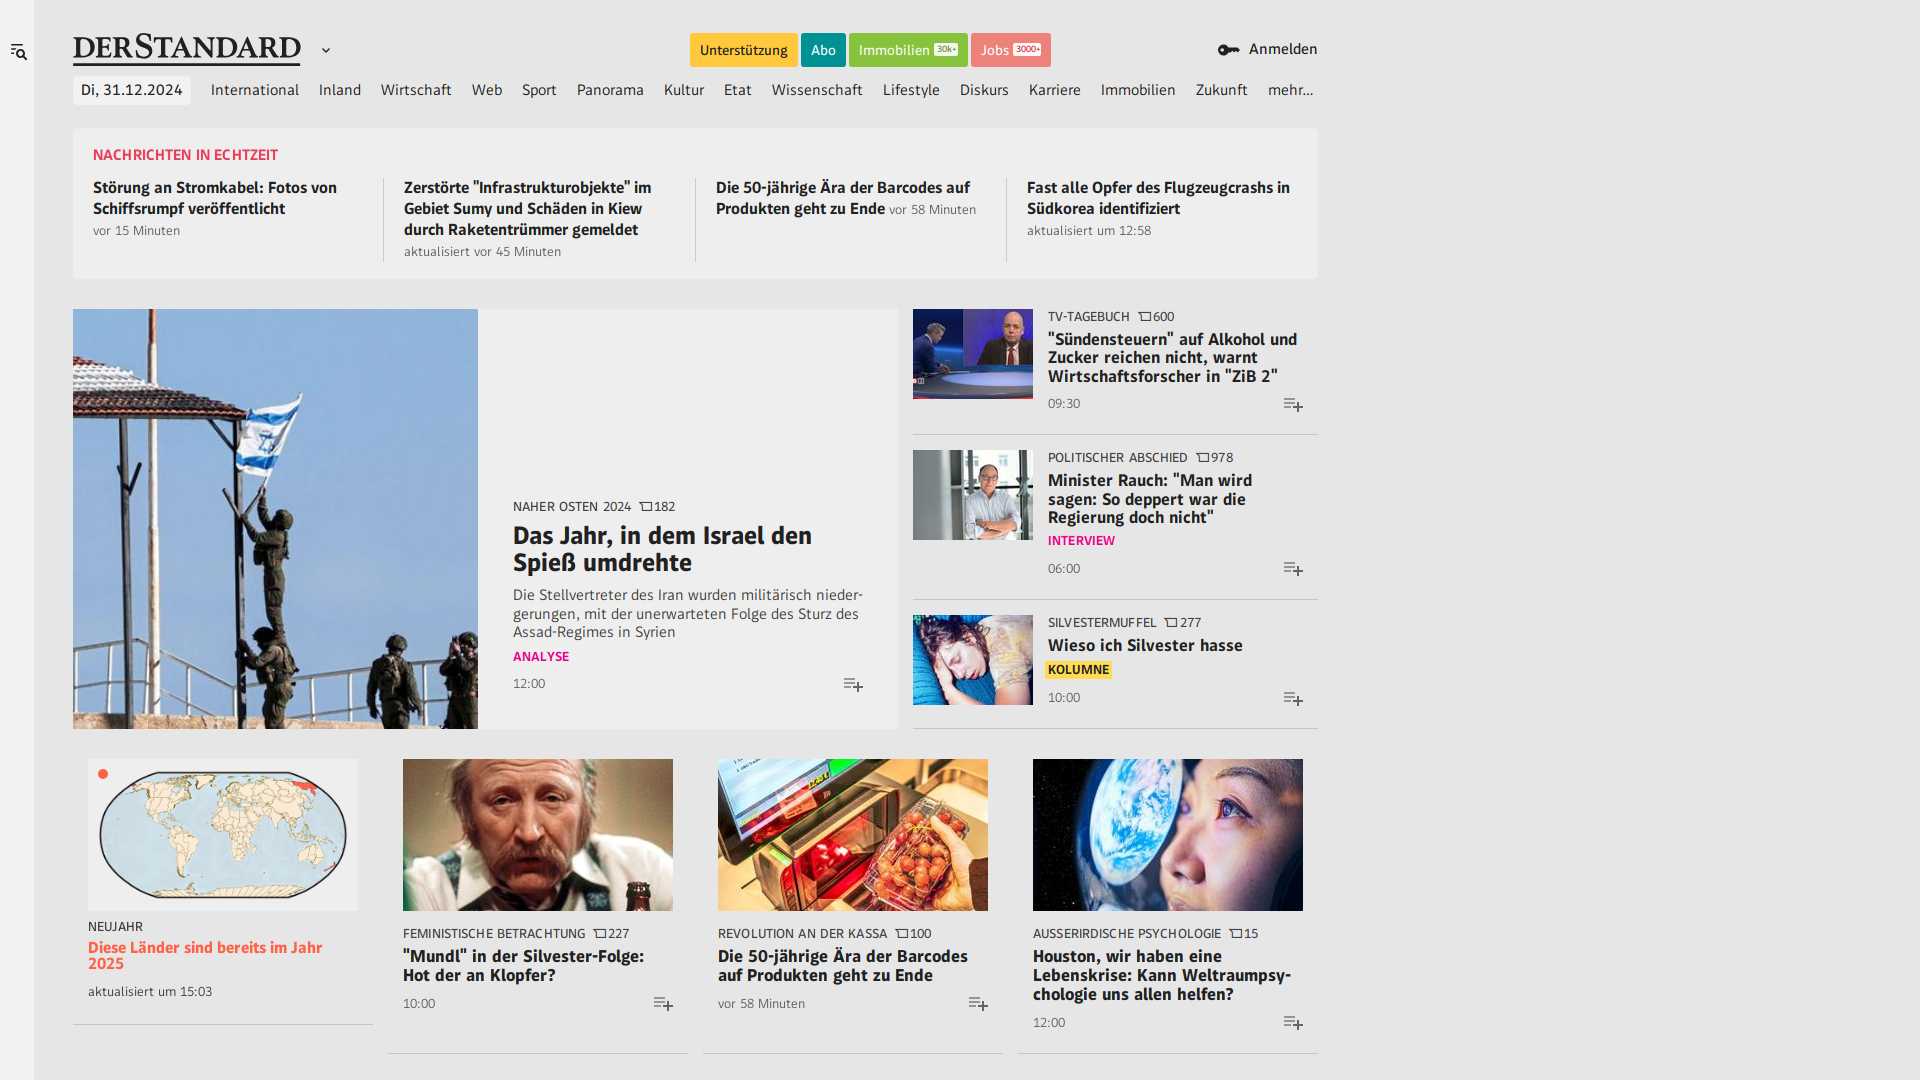 DERSTANDARD
Unterstützung
Abo
Immobilien 30k+
Jobs 3000+
Anmelden
Di, 31.12.2024
International
Inland
Wirtschaft
Web
Sport
Panorama
Kultur
Etat
Wissenschaft
Lifestyle
Diskurs
Karriere
Immobilien
Zukunft
mehr...
NACHRICHTEN IN ECHTZEIT
Störung an Stromkabel: Fotos von
Schiffsrumpf veröffentlicht
vor 15 Minuten
Zerstörte "Infrastrukturobjekte" im
Gebiet Sumy und Schäden in Kiew
durch Raketentrümmer gemeldet
aktualisiert vor 45 Minuten
Die 50-jährige Ära der Barcodes auf
Produkten geht zu Ende vor 58 Minuten
Fast alle Opfer des Flugzeugcrashs in
Südkorea identifiziert
aktualisiert um 12:58
NAHER OSTEN 2024 182
Das Jahr, in dem Israel den
Spieß umdrehte
Die Stellvertreter des Iran wurden militärisch nieder-
gerungen, mit der unerwarteten Folge des Sturz des
Assad-Regimes in Syrien
ANALYSE
12:00
TV-TAGEBUCH 600
"Sündensteuern" auf Alkohol und
Zucker reichen nicht, warnt
Wirtschaftsforscher in "ZiB 2"
09:30
POLITISCHER ABSCHIED 978
Minister Rauch: "Man wird
sagen: So deppert war die
Regierung doch nicht"
INTERVIEW
06:00
SILVESTERMUFFEL 277
Wieso ich Silvester hasse
KOLUMNE
10:00
NEUJAHR
Diese Länder sind bereits im Jahr
2025
aktualisiert um 15:03
FEMINISTISCHE BETRACHTUNG 227
"Mundl" in der Silvester-Folge:
Hot der an Klopfer?
10:00
REVOLUTION AN DER KASSA 100
Die 50-jährige Ära der Barcodes
auf Produkten geht zu Ende
vor 58 Minuten
AUSSERIRDISCHE PSYCHOLOGIE 15
Houston, wir haben eine
Lebenskrise: Kann Weltraumpsy-
chologie uns allen helfen?
12:00